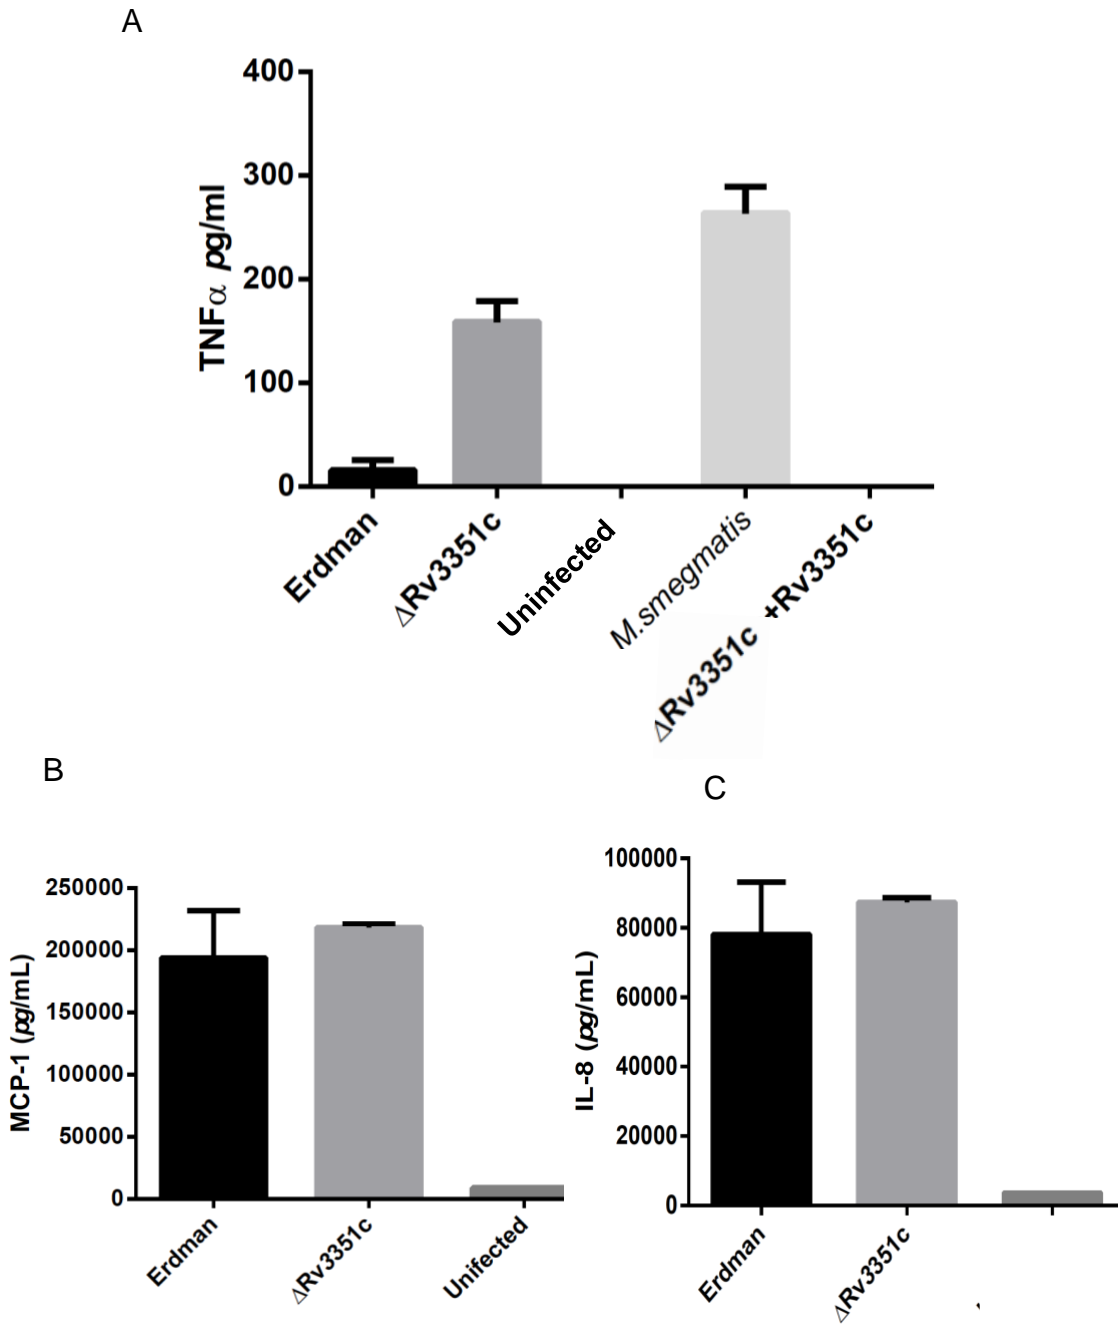 A
400
300
200
100
0
TNFα pg/ml
Erdman
ΔRv3351c
Uninfected
M.smegmatis
ΔRv3351c +Rv3351c
B
250000
200000
150000
100000
50000
0
MCP-1 (pg/mL)
Erdman
ΔRv3351c
Unifected
C
100000
80000
60000
40000
20000
0
IL-8 (pg/mL)
Erdman
ΔRv3351c